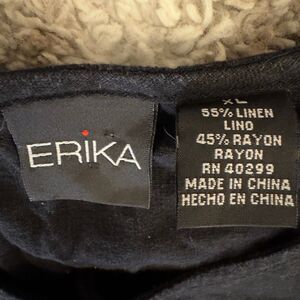 ERIKA
XL
55% LINEN
LINO
45% RAYON
RAYON
RN 40299
MADE IN CHINA
HECHO EN CHINA